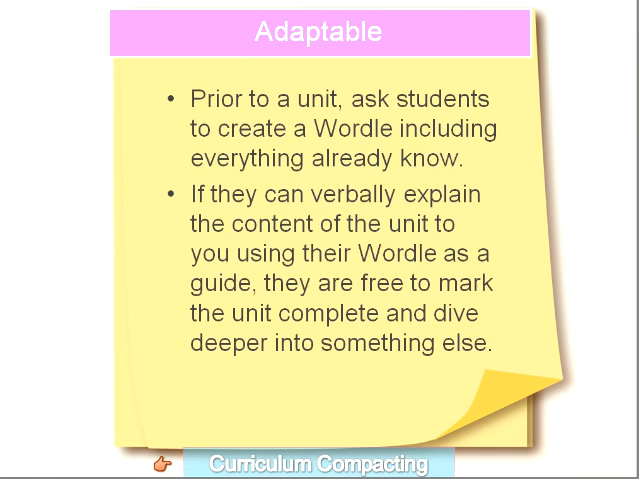 Adaptable
• Prior to a unit, ask students
to create a Wordle including
everything already know.
• If they can verbally explain
the content of the unit to
you using their Wordle as a
guide, they are free to mark
the unit complete and dive
deeper into something else.
Curriculum Compacting